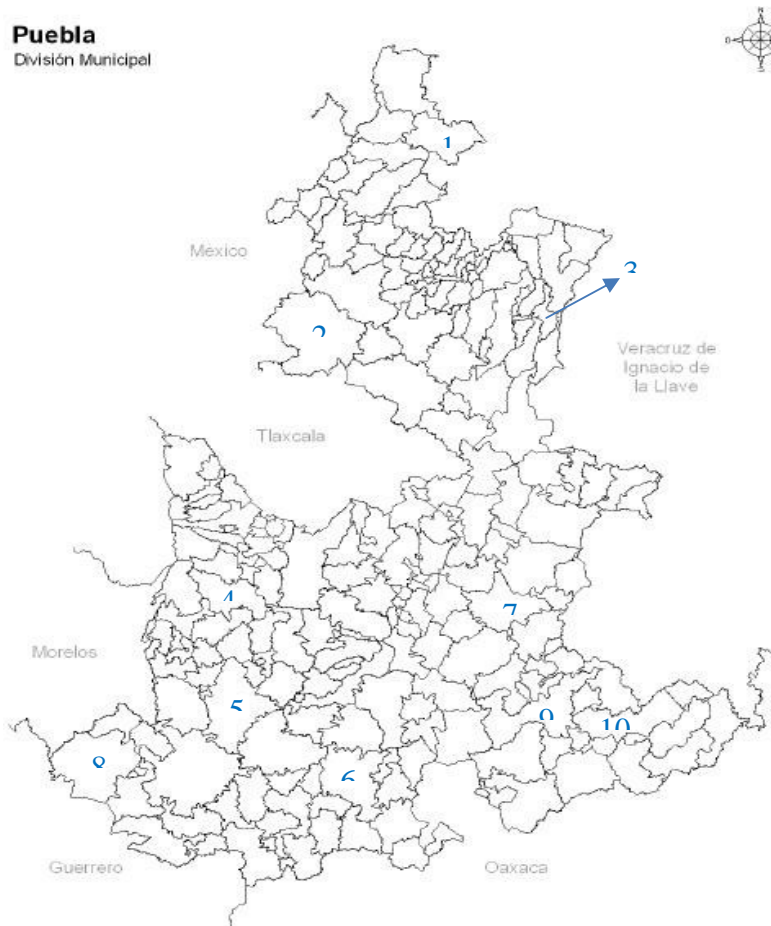 Puebla
División Municipal
N
O
S
1
Mexico
3
2
Veracruz de
Ignacio de
la Llave
Tlaxcala
4
7
Morelos
5
9
10
8
6
Guerrero
Oaxaca